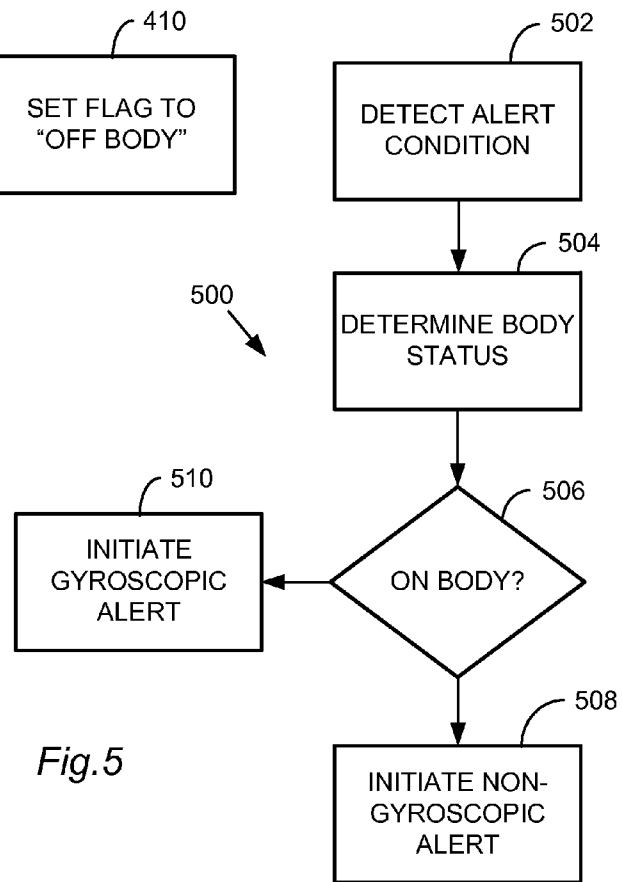 410
SET FLAG TO
“OFF BODY”
502
DETECT ALERT
CONDITION
504
DETERMINE BODY
STATUS
500
506
ON BODY?
510
INITIATE
GYROSCOPIC
ALERT
508
INITIATE NON-
GYROSCOPIC
ALERT
Fig.5